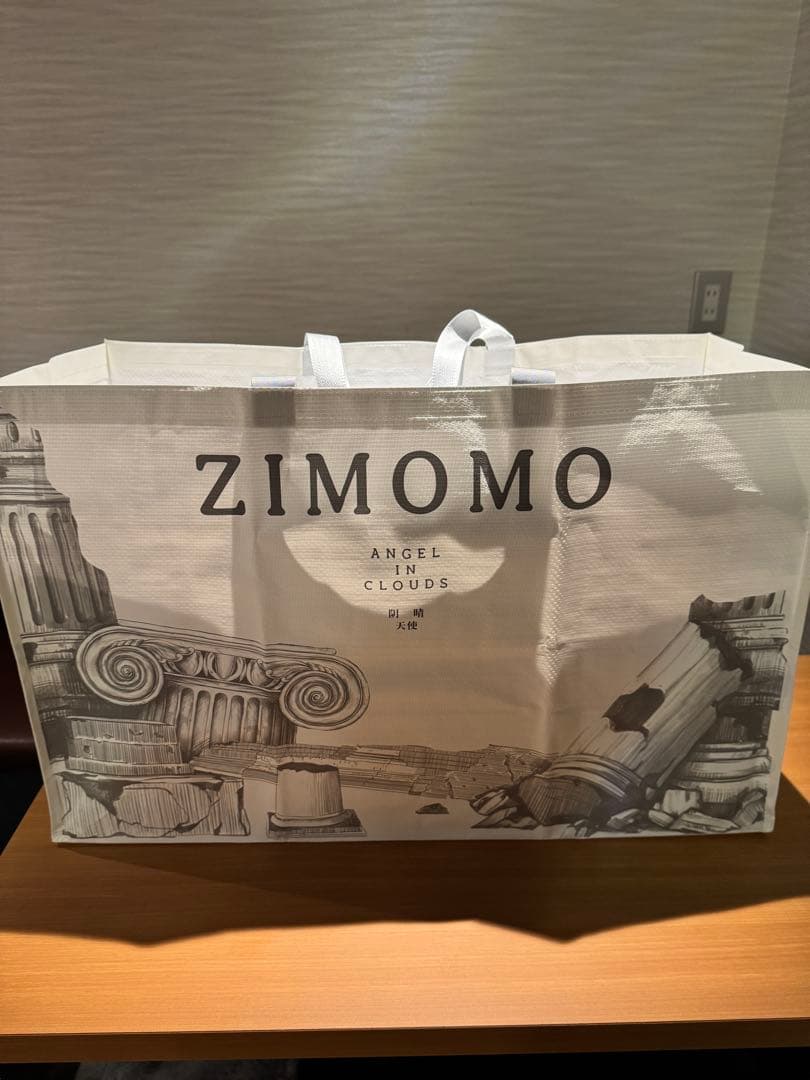 ZIMOMO
ANGEL
IN
CLOUDS
阴 晴
天使